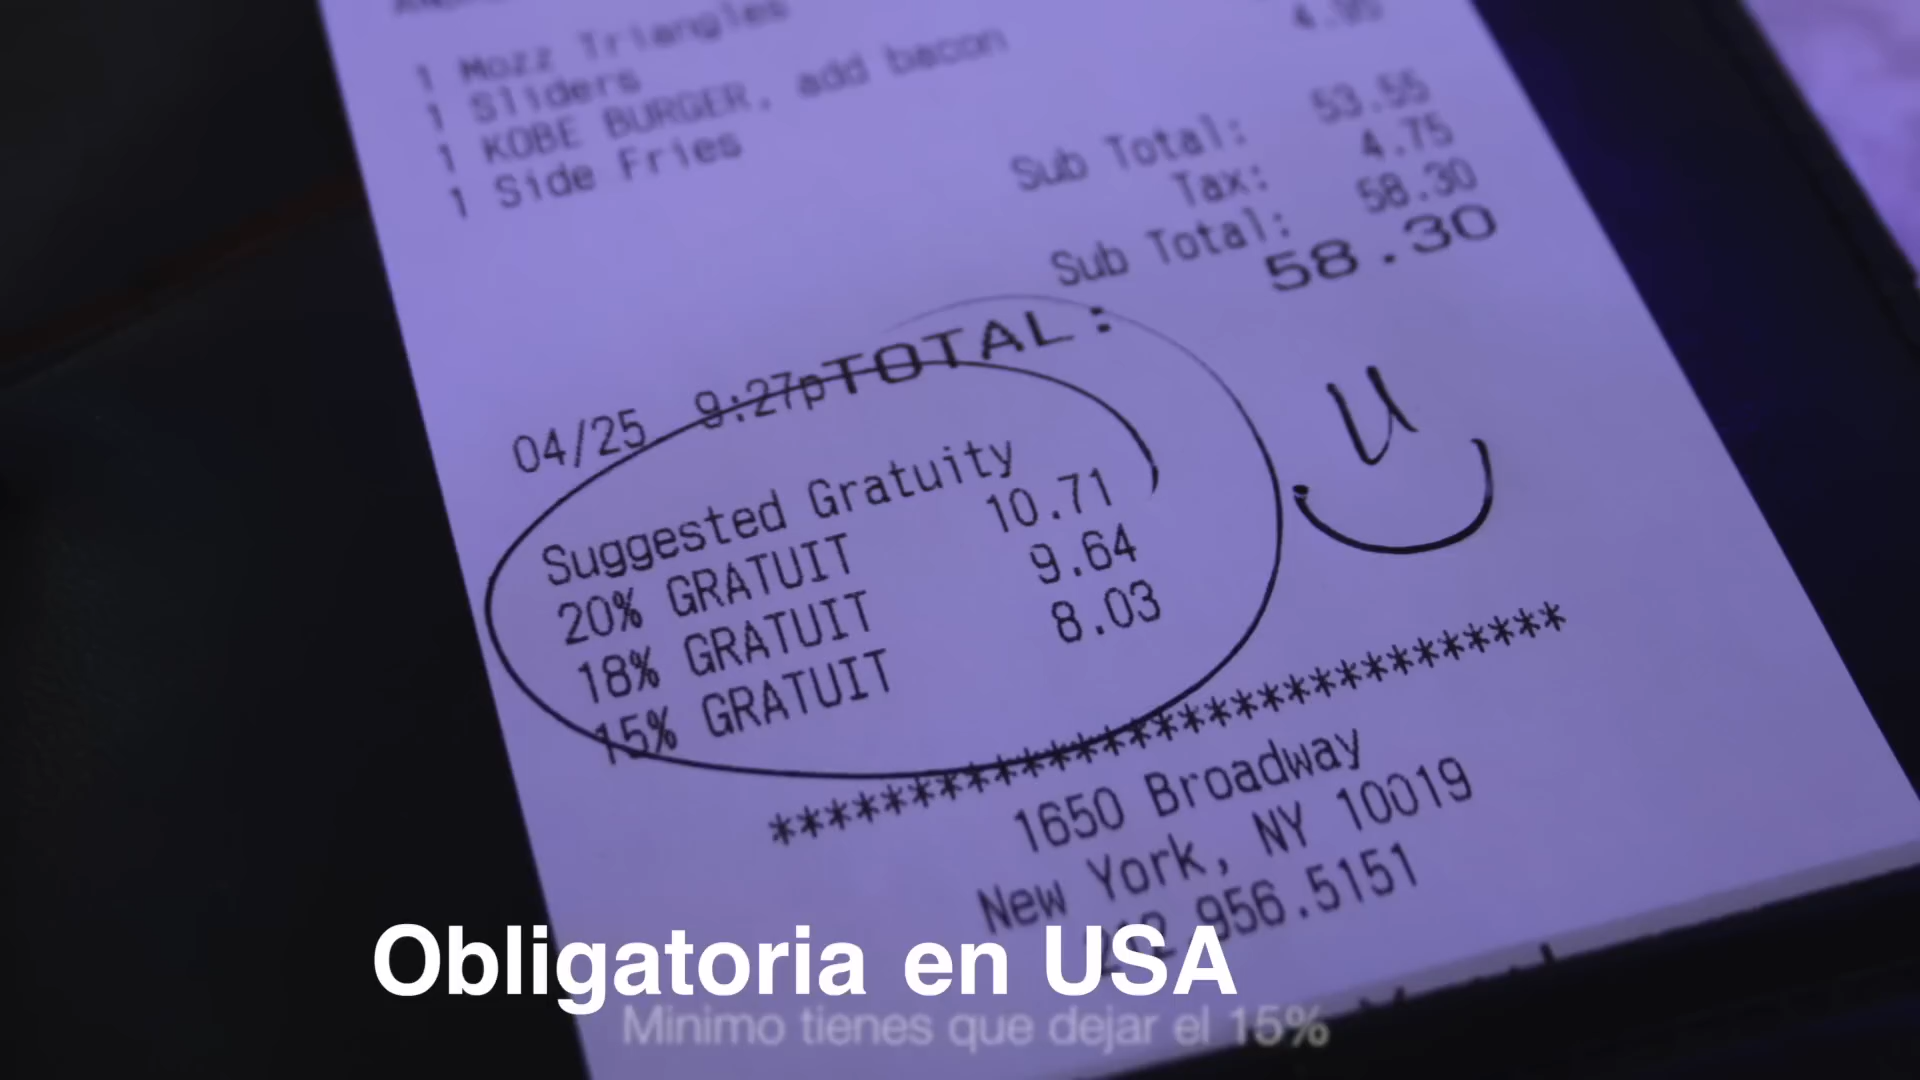 1 Mozz Triangles
1 Sliders 4.95
1 KOBE BURGER, add bacon
1 Side Fries
Sub Total: 53.55
Tax: 4.75
Sub Total: 58.30
TOTAL: 58.30
04/25 9:27p
Suggested Gratuity
20% GRATUIT 10.71
18% GRATUIT 9.64
15% GRATUIT 8.03
*****************************
1650 Broadway
New York, NY 10019
212.956.5151
Obligatoria en USA
Minimo tienes que dejar el 15%